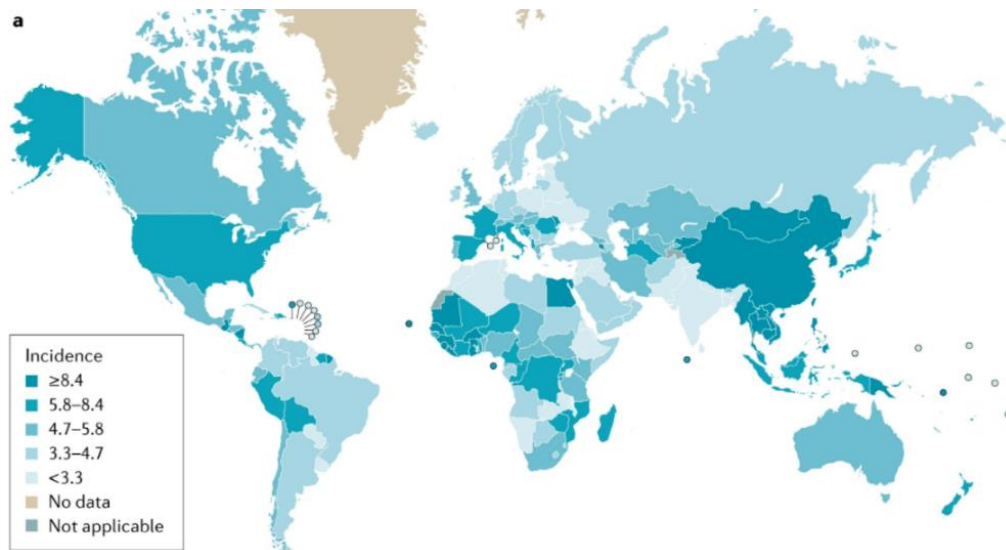 a
Incidence
≥8.4
5.8–8.4
4.7–5.8
3.3–4.7
<3.3
No data
Not applicable